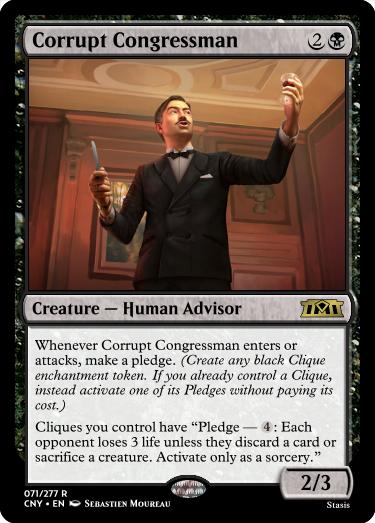 Corrupt Congressman 2
Creature — Human Advisor
Whenever Corrupt Congressman enters or
attacks, make a pledge. (Create any black Clique
enchantment token. If you already control a Clique,
instead activate one of its Pledges without paying its
cost.)
Cliques you control have “Pledge — 4: Each
opponent loses 3 life unless they discard a card or
sacrifice a creature. Activate only as a sorcery.”
2/3
071/277 R
CNY • EN Sebastien Moureau
Stasis